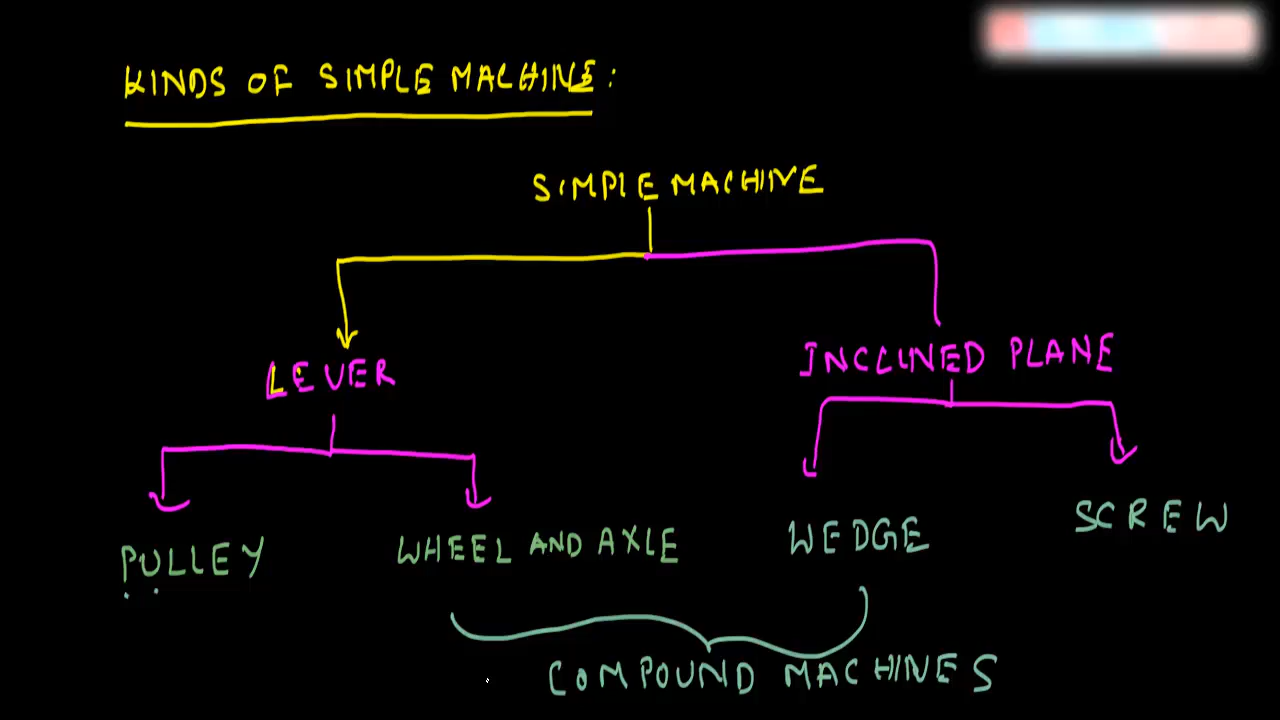 KINDS OF SIMPLE MACHINE:
SIMPLE MACHINE
LEVER
INCLINED PLANE
PULLEY
WHEEL AND AXLE
WEDGE
SCREW
COMPOUND MACHINES